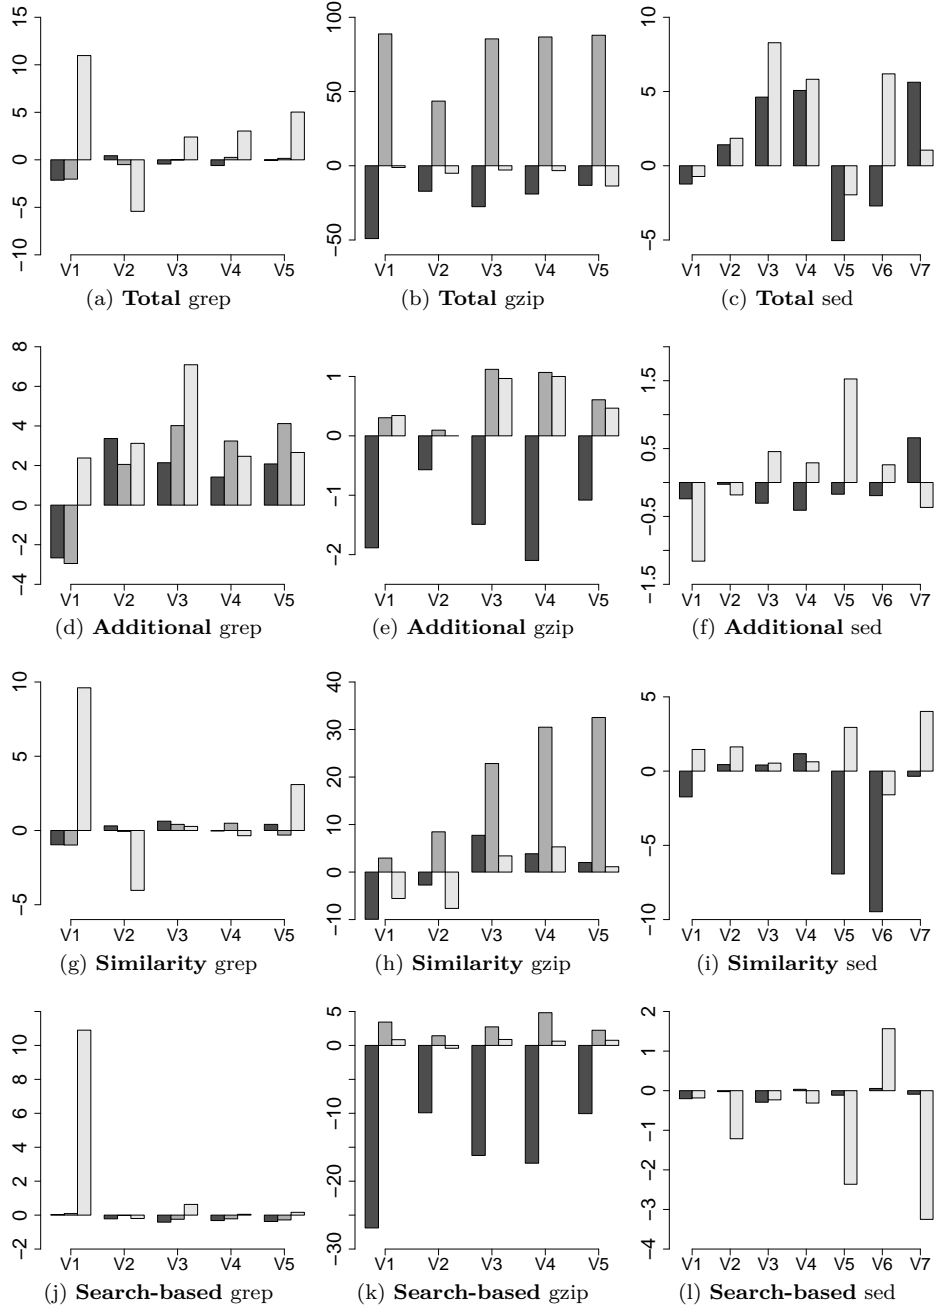 15
10
5
0
−5
−10
V1 V2 V3 V4 V5
(a) Total grep
100
50
0
−50
V1 V2 V3 V4 V5
(b) Total gzip
10
5
0
−5
V1 V2 V3 V4 V5 V6 V7
(c) Total sed
8
6
4
2
0
−2
−4
V1 V2 V3 V4 V5
(d) Additional grep
1
0
−1
−2
V1 V2 V3 V4 V5
(e) Additional gzip
1.5
0.5
−0.5
−1.5
V1 V2 V3 V4 V5 V6 V7
(f) Additional sed
10
5
0
−5
V1 V2 V3 V4 V5
(g) Similarity grep
40
30
20
10
0
−10
V1 V2 V3 V4 V5
(h) Similarity gzip
5
0
−5
−10
V1 V2 V3 V4 V5 V6 V7
(i) Similarity sed
10
8
6
4
2
0
−2
V1 V2 V3 V4 V5
(j) Search-based grep
5
0
−10
−20
−30
V1 V2 V3 V4 V5
(k) Search-based gzip
2
1
0
−1
−2
−3
−4
V1 V2 V3 V4 V5 V6 V7
(l) Search-based sed